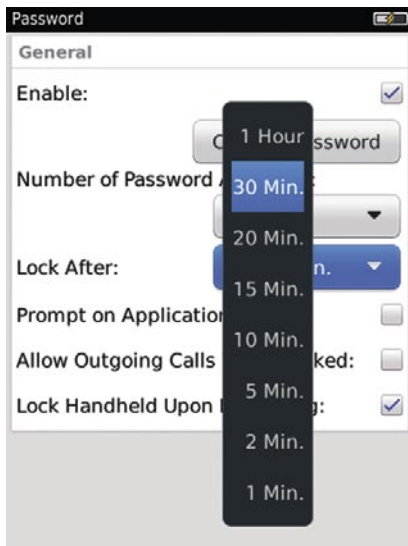 Password
General
Enable:
1 Hour
ssword
Number of Password
30 Min.
20 Min.
Lock After:
n.
15 Min.
Prompt on Application
10 Min.
Allow Outgoing Calls
ked:
5 Min.
Lock Handheld Upon
g:
2 Min.
1 Min.